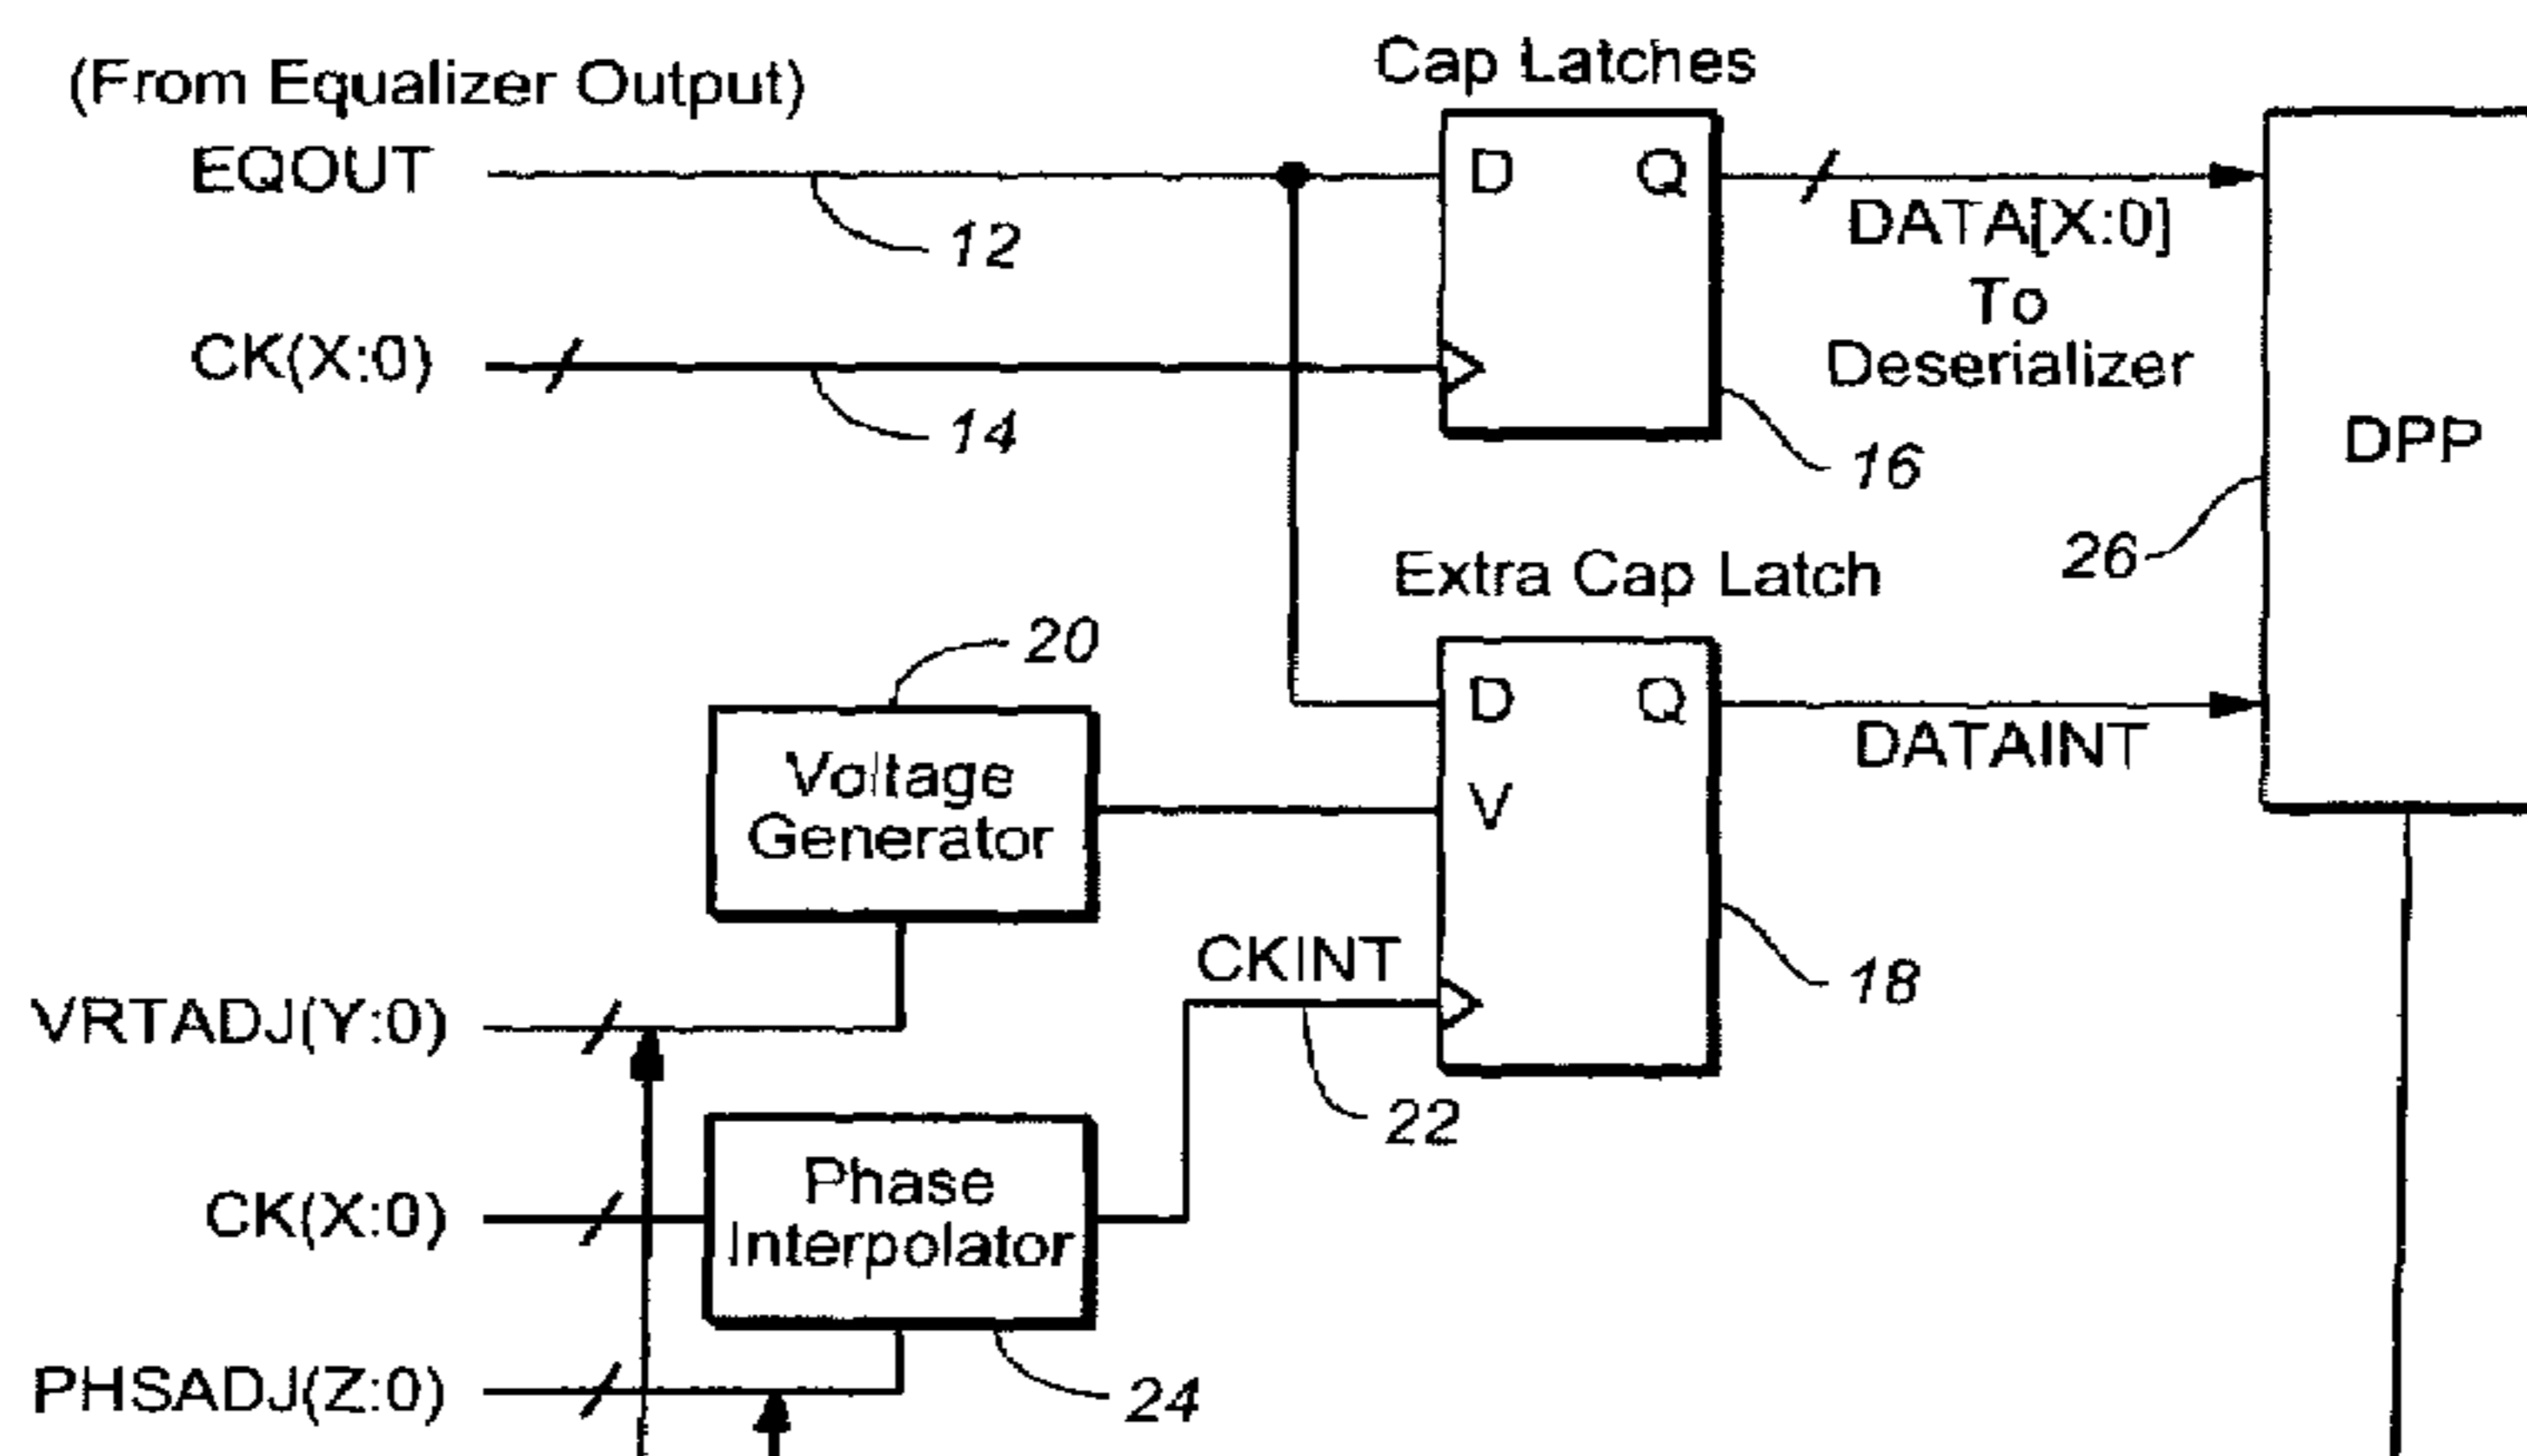 Cap Latches
(From Equalizer Output)
EQOUT
D
Q
12
DATA[X:0]
To
Deserializer
CK(X:0)
14
16
DPP
26
Extra Cap Latch
20
D
Q
DATAINT
Voltage
Generator
V
CKINT
18
VRTADJ(Y:0)
22
Phase
Interpolator
CK(X:0)
PHSADJ(Z:0)
24